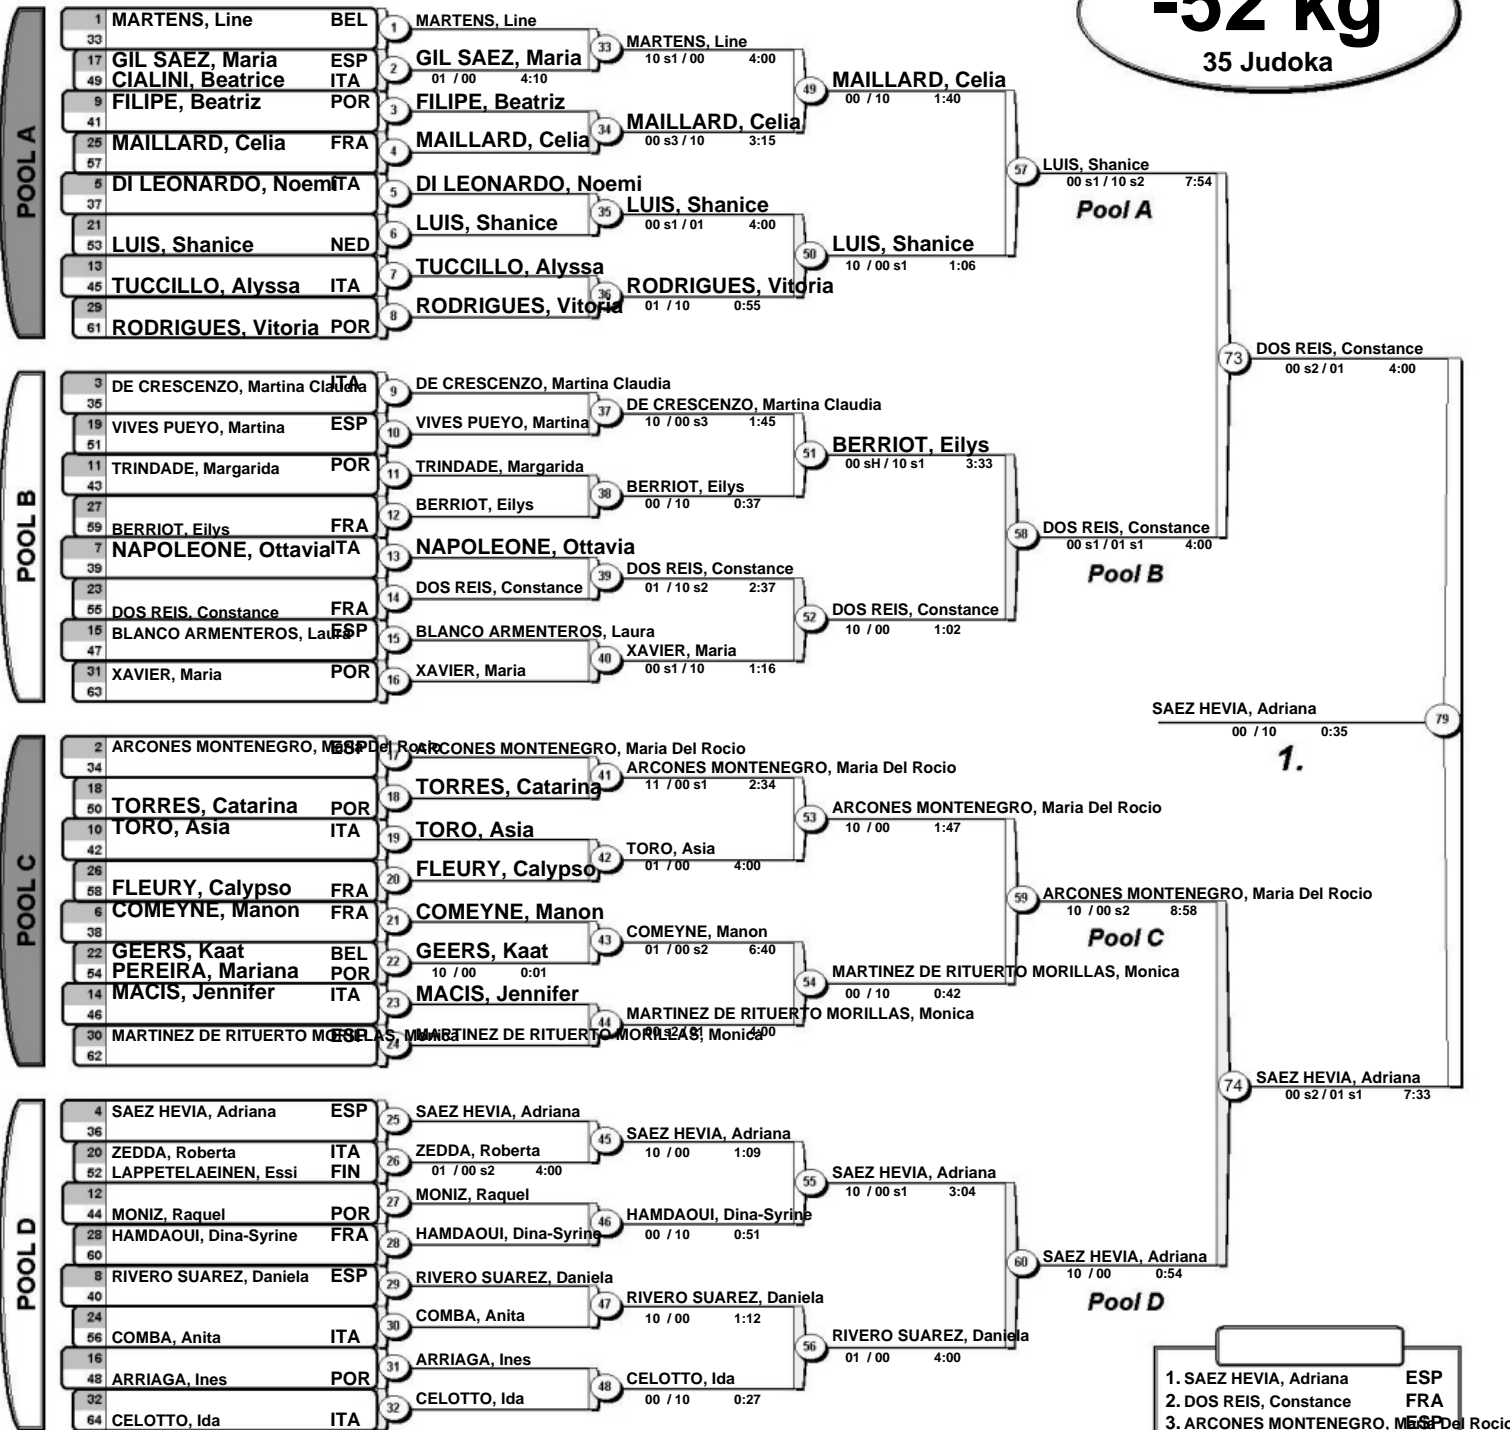 -52 kg
35 Judoka
POOL A
1 MARTENS, Line BEL
33
17 GIL SAEZ, Maria ESP
49 CIALINI, Beatrice ITA
9 FILIPE, Beatriz POR
41
25 MAILLARD, Celia FRA
57
5 DI LEONARDO, Noemi ITA
37
21
53 LUIS, Shanice NED
13
45 TUCCILLO, Alyssa ITA
29
61 RODRIGUES, Vitoria POR
1 MARTENS, Line
2 GIL SAEZ, Maria
01 / 00 4:10
3 FILIPE, Beatriz
4 MAILLARD, Celia
5 DI LEONARDO, Noemi
6 LUIS, Shanice
7 TUCCILLO, Alyssa
8 RODRIGUES, Vitoria
33 MARTENS, Line
10 s1 / 00 4:00
34 MAILLARD, Celia
00 s3 / 10 3:15
35 LUIS, Shanice
00 s1 / 01 4:00
36 RODRIGUES, Vitoria
01 / 10 0:55
49 MAILLARD, Celia
00 / 10 1:40
50 LUIS, Shanice
10 / 00 s1 1:06
57 LUIS, Shanice
00 s1 / 10 s2 7:54
Pool A
POOL B
3 DE CRESCENZO, Martina Claudia ITA
35
19 VIVES PUEYO, Martina ESP
51
11 TRINDADE, Margarida POR
43
27
59 BERRIOT, Eilys FRA
7 NAPOLEONE, Ottavia ITA
39
23
55 DOS REIS, Constance FRA
15 BLANCO ARMENTEROS, Laura ESP
47
31 XAVIER, Maria POR
63
9 DE CRESCENZO, Martina Claudia
10 VIVES PUEYO, Martina
11 TRINDADE, Margarida
12 BERRIOT, Eilys
13 NAPOLEONE, Ottavia
14 DOS REIS, Constance
15 BLANCO ARMENTEROS, Laura
16 XAVIER, Maria
37 DE CRESCENZO, Martina Claudia
10 / 00 s3 1:45
38 BERRIOT, Eilys
00 / 10 0:37
39 DOS REIS, Constance
01 / 10 s2 2:37
40 XAVIER, Maria
00 s1 / 10 1:16
51 BERRIOT, Eilys
00 sH / 10 s1 3:33
52 DOS REIS, Constance
10 / 00 1:02
58 DOS REIS, Constance
00 s1 / 01 s1 4:00
Pool B
73 DOS REIS, Constance
00 s2 / 01 4:00
SAEZ HEVIA, Adriana 79
00 / 10 0:35
1.
POOL C
2 ARCONES MONTENEGRO, Maria Del Rocio ESP
34
18
50 TORRES, Catarina POR
10 TORO, Asia ITA
42
26
58 FLEURY, Calypso FRA
6 COMEYNE, Manon FRA
38
22 GEERS, Kaat BEL
54 PEREIRA, Mariana POR
14 MACIS, Jennifer ITA
46
30 MARTINEZ DE RITUERTO MORILLAS, Monica ESP
62
17 ARCONES MONTENEGRO, Maria Del Rocio
18 TORRES, Catarina
19 TORO, Asia
20 FLEURY, Calypso
21 COMEYNE, Manon
22 GEERS, Kaat
10 / 00 0:01
23 MACIS, Jennifer
24 MARTINEZ DE RITUERTO MORILLAS, Monica
41 ARCONES MONTENEGRO, Maria Del Rocio
11 / 00 s1 2:34
42 TORO, Asia
01 / 00 4:00
43 COMEYNE, Manon
01 / 00 s2 6:40
44 MARTINEZ DE RITUERTO MORILLAS, Monica
00 s2 / 01 4:00
53 ARCONES MONTENEGRO, Maria Del Rocio
10 / 00 1:47
54 MARTINEZ DE RITUERTO MORILLAS, Monica
00 / 10 0:42
59 ARCONES MONTENEGRO, Maria Del Rocio
10 / 00 s2 8:58
Pool C
POOL D
4 SAEZ HEVIA, Adriana ESP
36
20 ZEDDA, Roberta ITA
52 LAPPETELAEINEN, Essi FIN
12
44 MONIZ, Raquel POR
28 HAMDAOUI, Dina-Syrine FRA
60
8 RIVERO SUAREZ, Daniela ESP
40
24
56 COMBA, Anita ITA
16
48 ARRIAGA, Ines POR
32
64 CELOTTO, Ida ITA
25 SAEZ HEVIA, Adriana
26 ZEDDA, Roberta
01 / 00 s2 4:00
27 MONIZ, Raquel
28 HAMDAOUI, Dina-Syrine
29 RIVERO SUAREZ, Daniela
30 COMBA, Anita
31 ARRIAGA, Ines
32 CELOTTO, Ida
45 SAEZ HEVIA, Adriana
10 / 00 1:09
46 HAMDAOUI, Dina-Syrine
00 / 10 0:51
47 RIVERO SUAREZ, Daniela
10 / 00 1:12
48 CELOTTO, Ida
00 / 10 0:27
55 SAEZ HEVIA, Adriana
10 / 00 s1 3:04
56 RIVERO SUAREZ, Daniela
01 / 00 4:00
60 SAEZ HEVIA, Adriana
10 / 00 0:54
Pool D
74 SAEZ HEVIA, Adriana
00 s2 / 01 s1 7:33
1. SAEZ HEVIA, Adriana ESP
2. DOS REIS, Constance FRA
3. ARCONES MONTENEGRO, Maria Del Rocio ESP